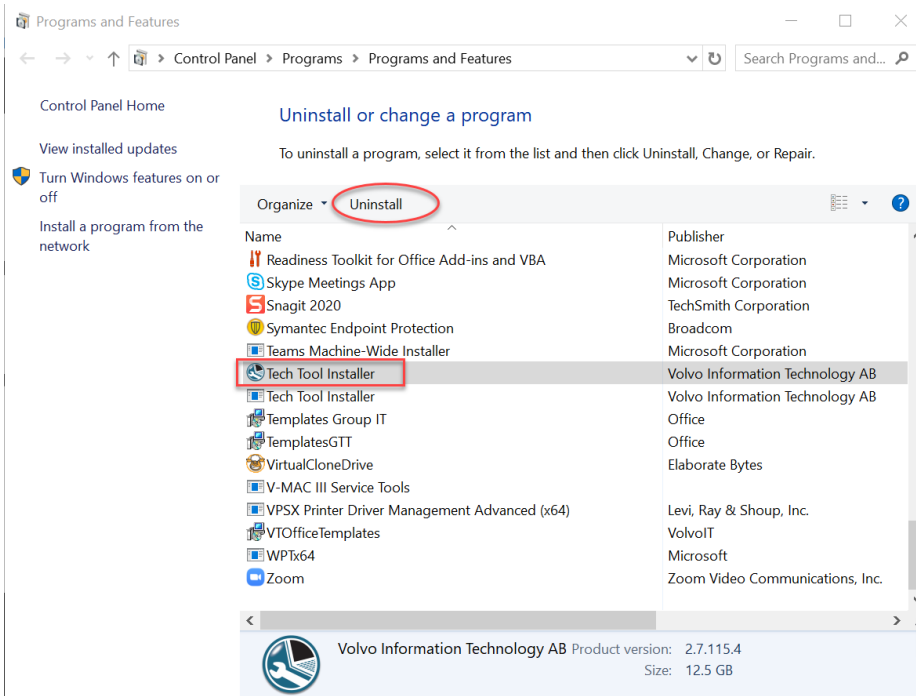 Programs and Features
Control Panel > Programs > Programs and Features
Search Programs and...
Control Panel Home
View installed updates
Turn Windows features on or
off
Install a program from the
network
Uninstall or change a program
To uninstall a program, select it from the list and then click Uninstall, Change, or Repair.
Organize Uninstall ?
Name Publisher
Readiness Toolkit for Office Add-ins and VBA Microsoft Corporation
Skype Meetings App Microsoft Corporation
Snagit 2020 TechSmith Corporation
Symantec Endpoint Protection Broadcom
Teams Machine-Wide Installer Microsoft Corporation
Tech Tool Installer Volvo Information Technology AB
Tech Tool Installer Volvo Information Technology AB
Templates Group IT Office
TemplatesGTT Office
VirtualCloneDrive Elaborate Bytes
V-MAC III Service Tools
VPSX Printer Driver Management Advanced (x64) Levi, Ray & Shoup, Inc.
VTOfficeTemplates VolvoIT
WPTx64 Microsoft
Zoom Zoom Video Communications, Inc.
Volvo Information Technology AB Product version: 2.7.115.4
Size: 12.5 GB